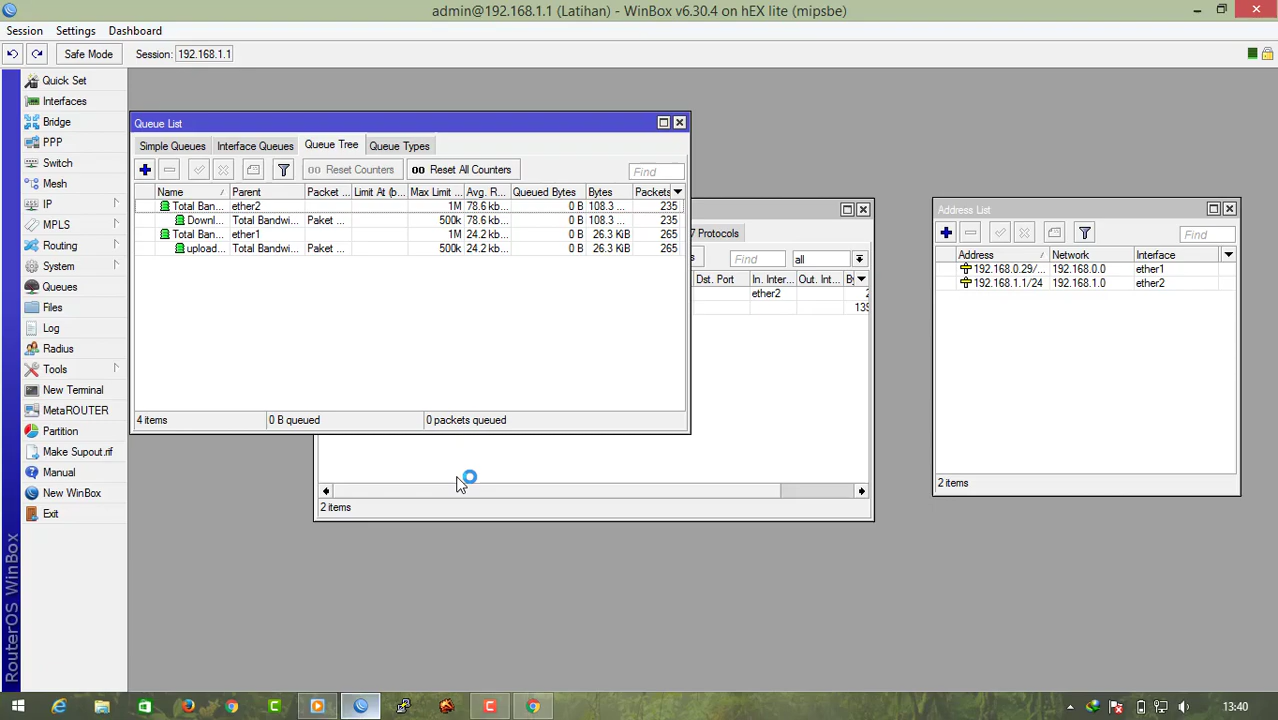 admin@192.168.1.1 (Latihan) - WinBox v6.30.4 on hEX lite (mipsbe)
Session Settings Dashboard
Safe Mode Session: 192.168.1.1
Quick Set
Interfaces
Bridge
PPP
Switch
Mesh
IP
MPLS
Routing
System
Queues
Files
Log
Radius
Tools
New Terminal
MetaROUTER
Partition
Make Supout.rif
Manual
New WinBox
Exit
RouterOS WinBox
Queue List
Simple Queues Interface Queues Queue Tree Queue Types
00 Reset Counters 00 Reset All Counters Find
Name Parent Packet ... Limit At (b... Max Limit ... Avg. R... Queued Bytes Bytes Packets
Total Ban... ether2 1M 78.6 kb... 0 B 108.3 ... 235
Downl... Total Bandwi... Paket ... 500k 78.6 kb... 0 B 108.3 ... 235
Total Ban... ether1 1M 24.2 kb... 0 B 26.3 KiB 265
upload... Total Bandwi... Paket ... 500k 24.2 kb... 0 B 26.3 KiB 265
4 items 0 B queued 0 packets queued
7 Protocols
s Find all
Dst. Port In. Inter... Out. Int... By
ether2 2
139
2 items
Address List
Find
Address Network Interface
192.168.0.29/... 192.168.0.0 ether1
192.168.1.1/24 192.168.1.0 ether2
2 items
13:40